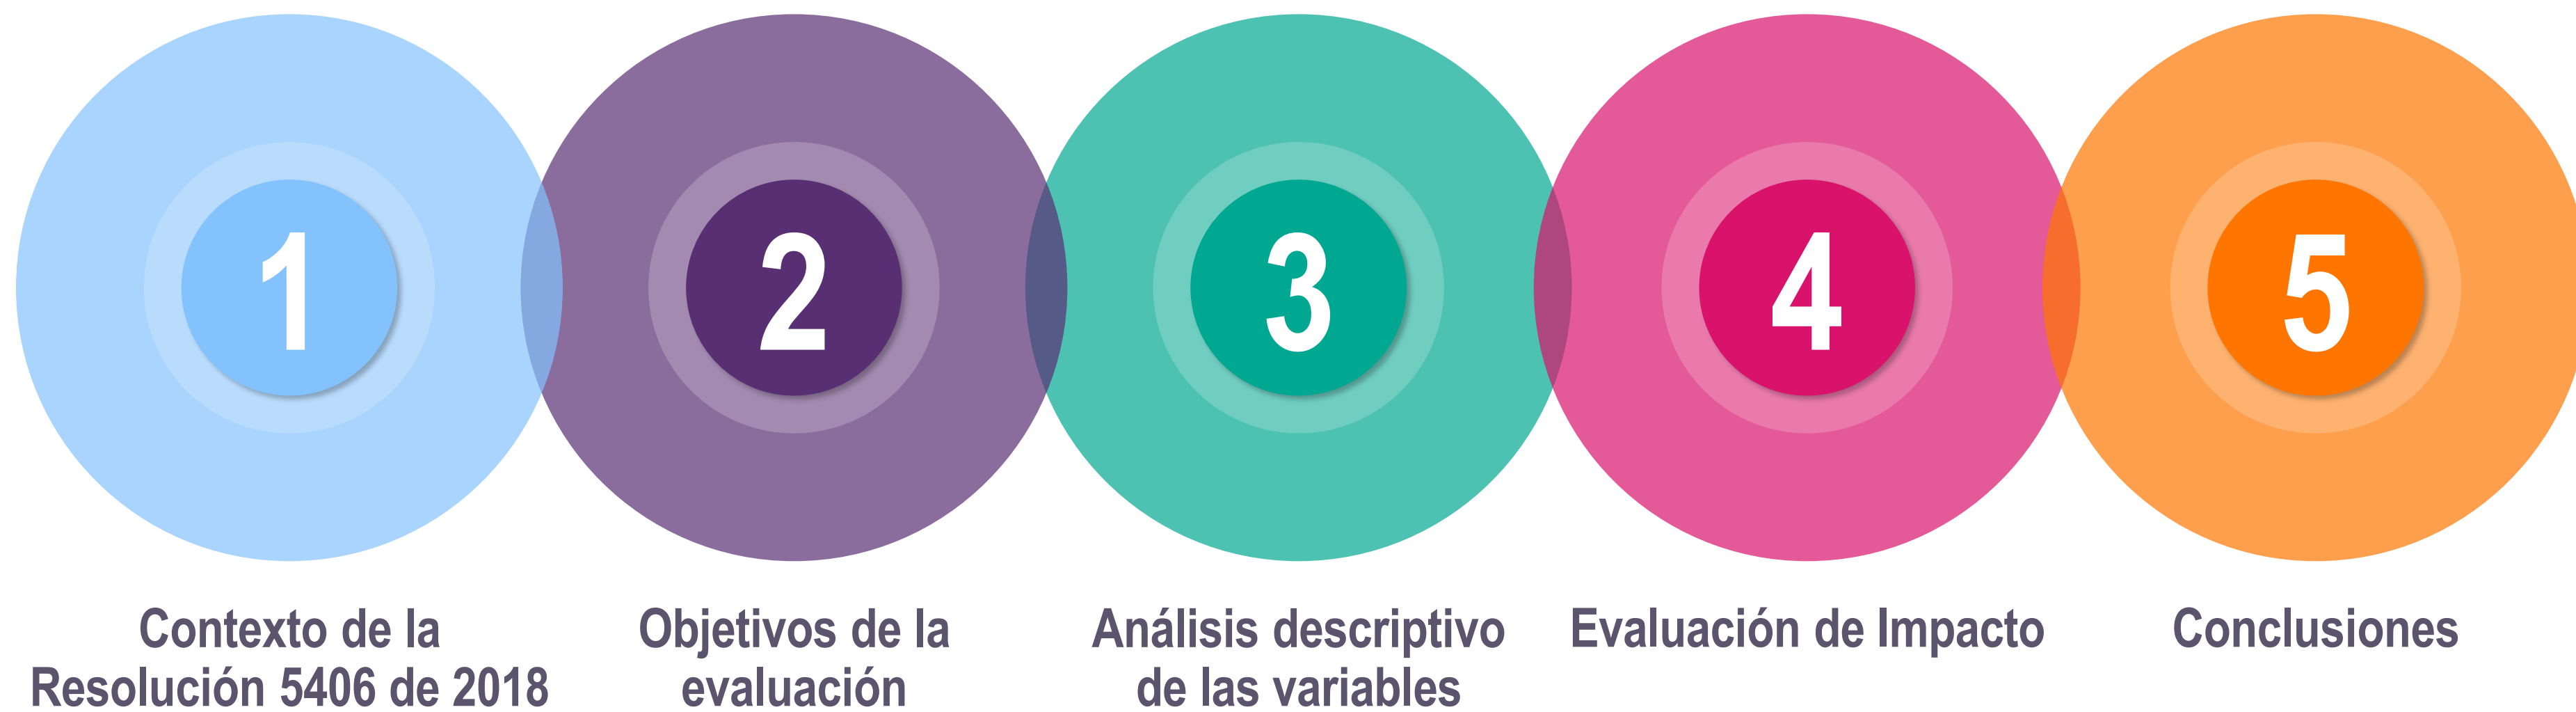 1
2
3
4
5
Contexto de la
Resolución 5406 de 2018
Objetivos de la
evaluación
Análisis descriptivo
de las variables
Evaluación de Impacto
Conclusiones